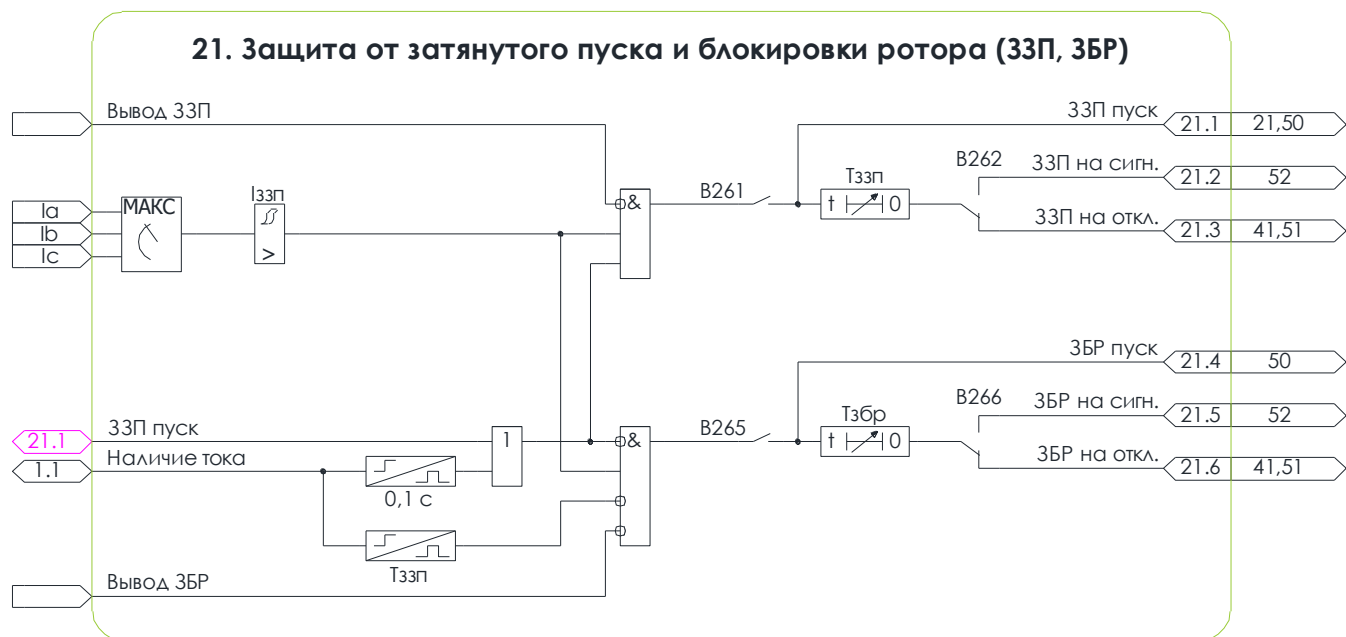 21. Защита от затянутого пуска и блокировки ротора (ЗЗП, ЗБР)
Вывод ЗЗП
ЗЗП пуск
21.1
21,50
В262
ЗЗП на сигн.
21.2
52
Iззп
Тззп
В261
&
t
0
МАКС
Ia
Ib
Ic
>
ЗЗП на откл.
21.3
41,51
ЗБР пуск
21.4
50
В266
ЗБР на сигн.
21.5
52
Тзбр
21.1
ЗЗП пуск
1
&
В265
t
0
1.1
Наличие тока
ЗБР на откл.
21.6
41,51
0,1 с
Тззп
Вывод ЗБР